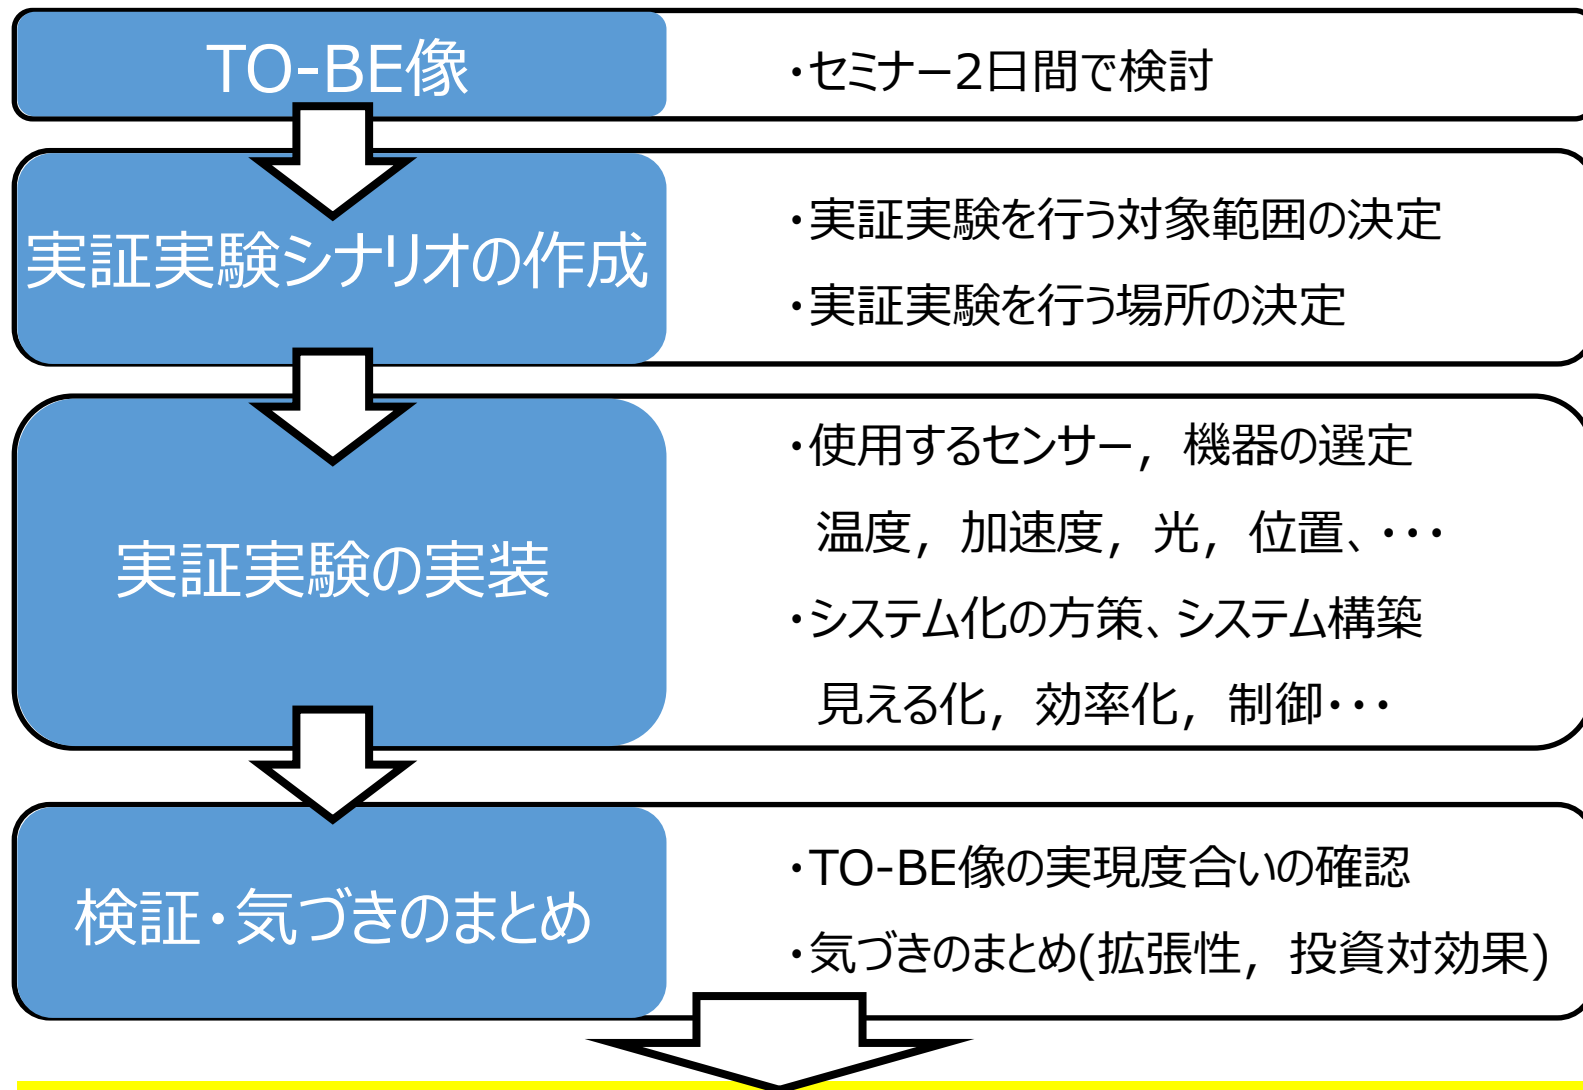 TO-BE像
・セミナー2日間で検討
実証実験シナリオの作成
・実証実験を行う対象範囲の決定
・実証実験を行う場所の決定
実証実験の実装
・使用するセンサー，機器の選定
温度，加速度，光，位置、・・・
・システム化の方策、システム構築
見える化，効率化，制御・・・
検証・気づきのまとめ
・TO-BE像の実現度合いの確認
・気づきのまとめ(拡張性，投資対効果)